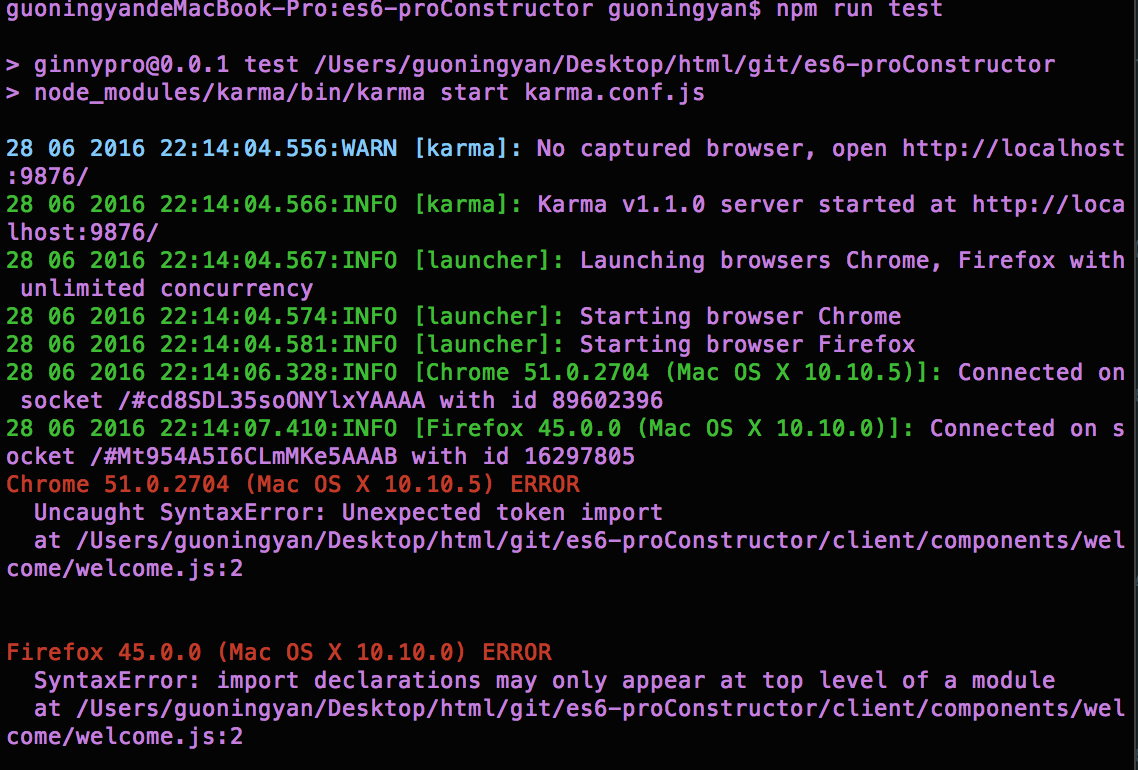 guoningyandeMacBook-Pro:es6-proConstructor guoningyan$ npm run test
> ginnypro@0.0.1 test /Users/guoningyan/Desktop/html/git/es6-proConstructor
> node_modules/karma/bin/karma start karma.conf.js
28 06 2016 22:14:04.556:WARN [karma]: No captured browser, open http://localhost
:9876/
28 06 2016 22:14:04.566:INFO [karma]: Karma v1.1.0 server started at http://loca
lhost:9876/
28 06 2016 22:14:04.567:INFO [launcher]: Launching browsers Chrome, Firefox with
 unlimited concurrency
28 06 2016 22:14:04.574:INFO [launcher]: Starting browser Chrome
28 06 2016 22:14:04.581:INFO [launcher]: Starting browser Firefox
28 06 2016 22:14:06.328:INFO [Chrome 51.0.2704 (Mac OS X 10.10.5)]: Connected on
 socket /#cd8SDL35soONYlxYAAAA with id 89602396
28 06 2016 22:14:07.410:INFO [Firefox 45.0.0 (Mac OS X 10.10.0)]: Connected on s
ocket /#Mt954A5I6CLmMKe5AAAB with id 16297805
Chrome 51.0.2704 (Mac OS X 10.10.5) ERROR
  Uncaught SyntaxError: Unexpected token import
  at /Users/guoningyan/Desktop/html/git/es6-proConstructor/client/components/wel
come/welcome.js:2
Firefox 45.0.0 (Mac OS X 10.10.0) ERROR
  SyntaxError: import declarations may only appear at top level of a module
  at /Users/guoningyan/Desktop/html/git/es6-proConstructor/client/components/wel
come/welcome.js:2